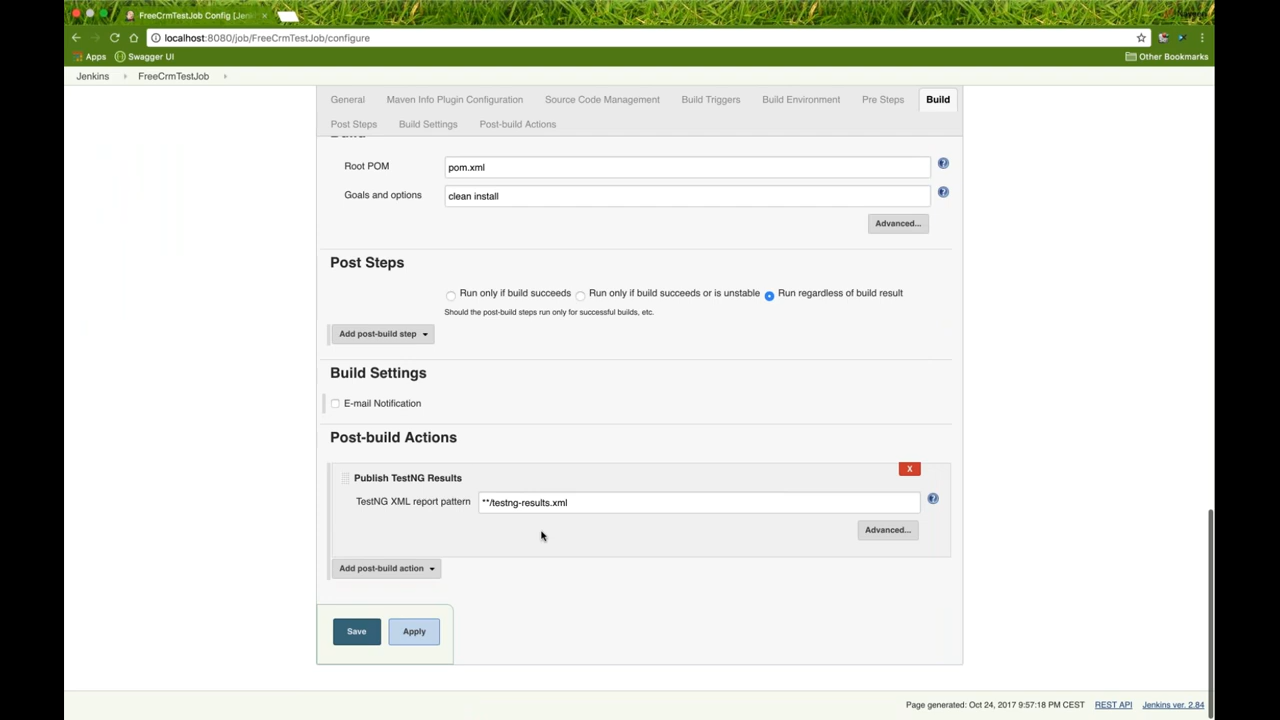 FreeCrmTestJob Config [Jenk
localhost:8080/job/FreeCrmTestJob/configure
Apps Swagger UI Other Bookmarks
Jenkins FreeCrmTestJob
General Maven Info Plugin Configuration Source Code Management Build Triggers Build Environment Pre Steps Build
Post Steps Build Settings Post-build Actions
Build
Root POM pom.xml
Goals and options clean install
Advanced...
Post Steps
Run only if build succeeds Run only if build succeeds or is unstable Run regardless of build result
Should the post-build steps run only for successful builds, etc.
Add post-build step
Build Settings
E-mail Notification
Post-build Actions
X
Publish TestNG Results
TestNG XML report pattern **/testng-results.xml
Advanced...
Add post-build action
Save Apply
Page generated: Oct 24, 2017 9:57:18 PM CEST REST API Jenkins ver. 2.84